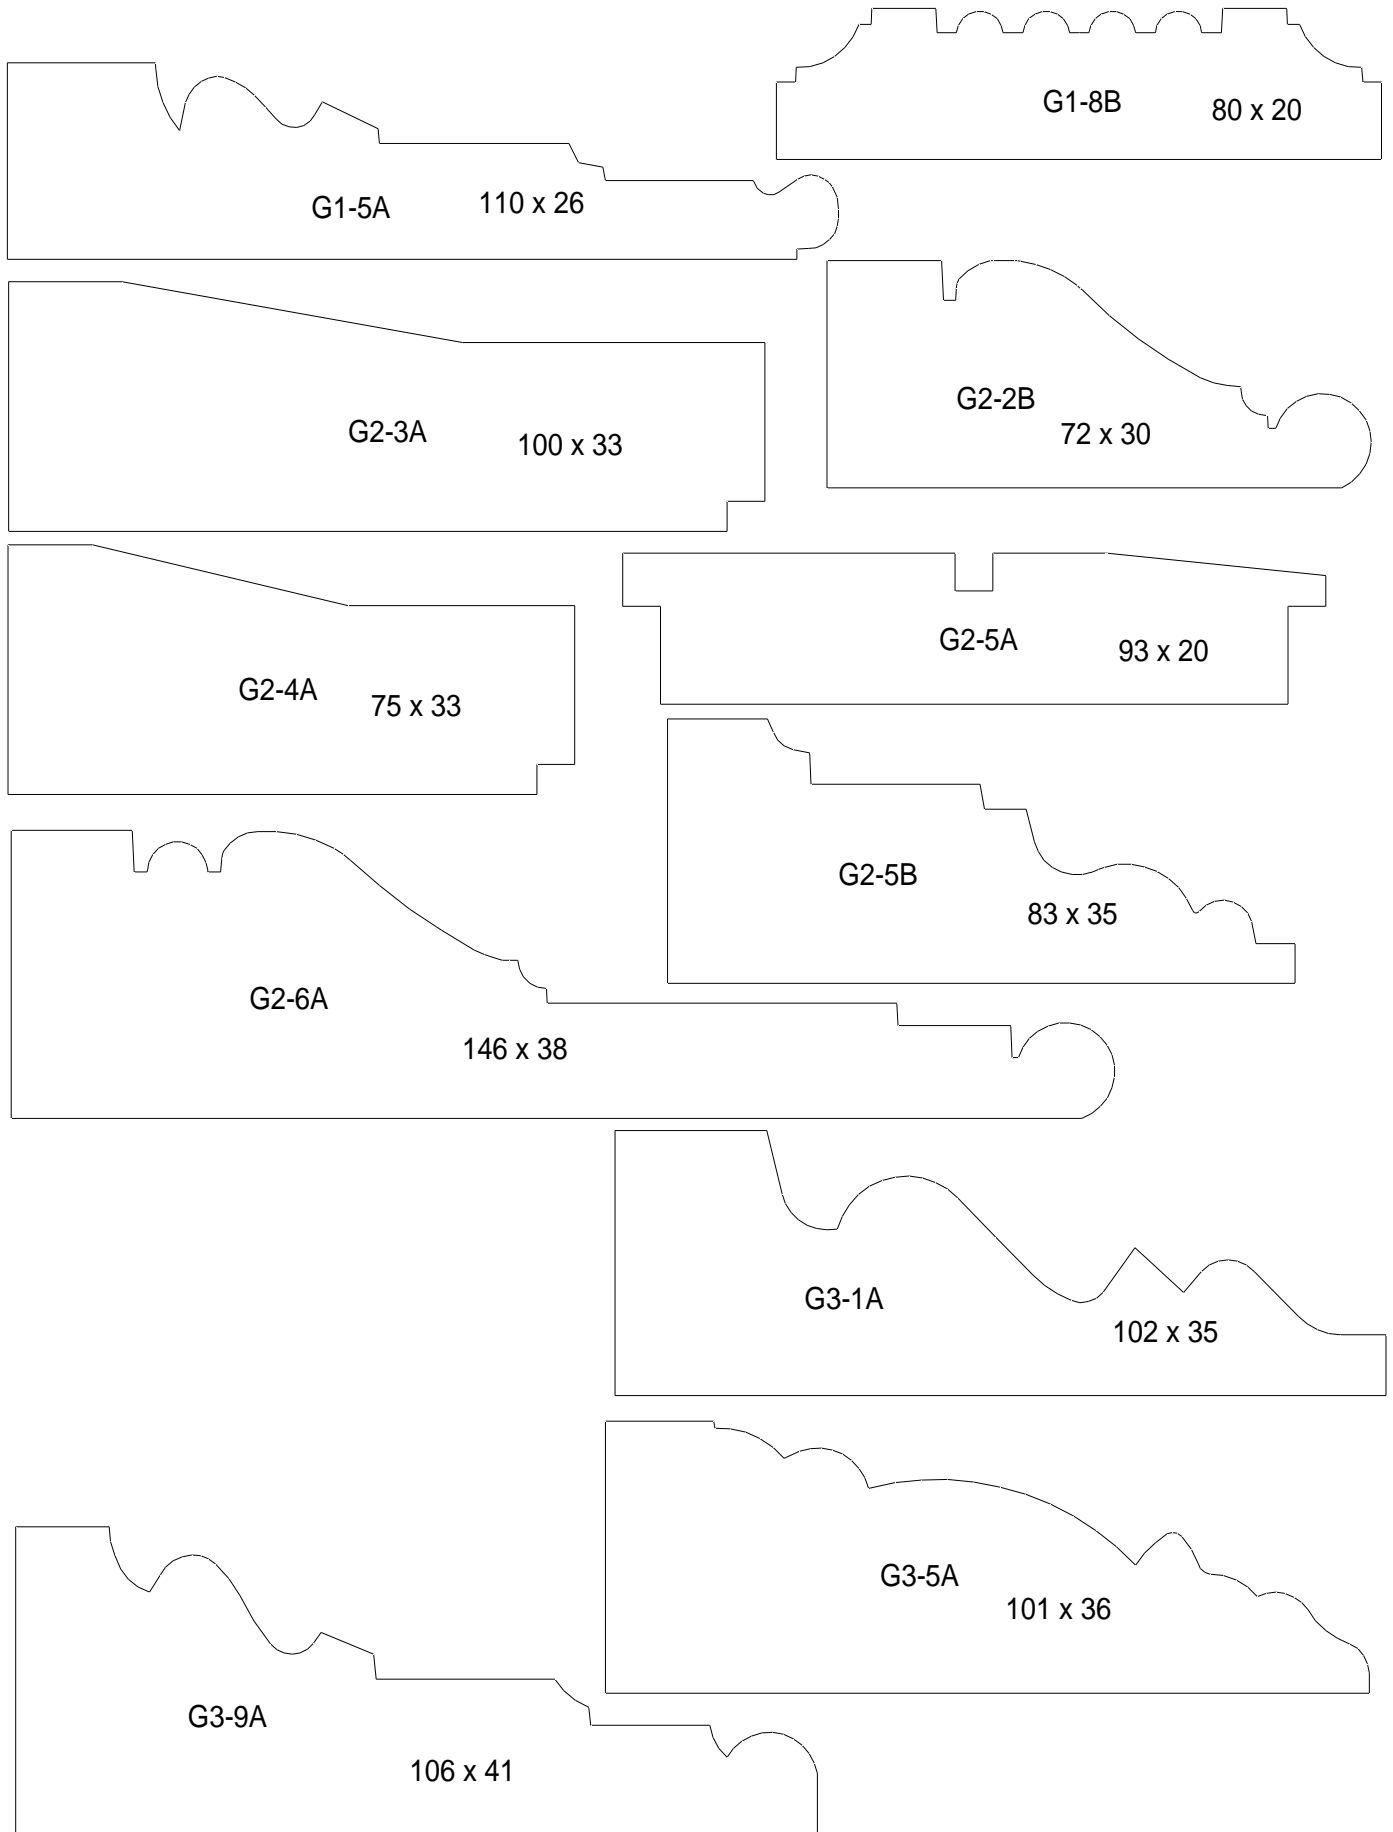 G1-8B
80 x 20
G1-5A
110 x 26
G2-2B
72 x 30
G2-3A
100 x 33
G2-5A
93 x 20
G2-4A
75 x 33
G2-5B
83 x 35
G2-6A
146 x 38
G3-1A
102 x 35
G3-5A
101 x 36
G3-9A
106 x 41